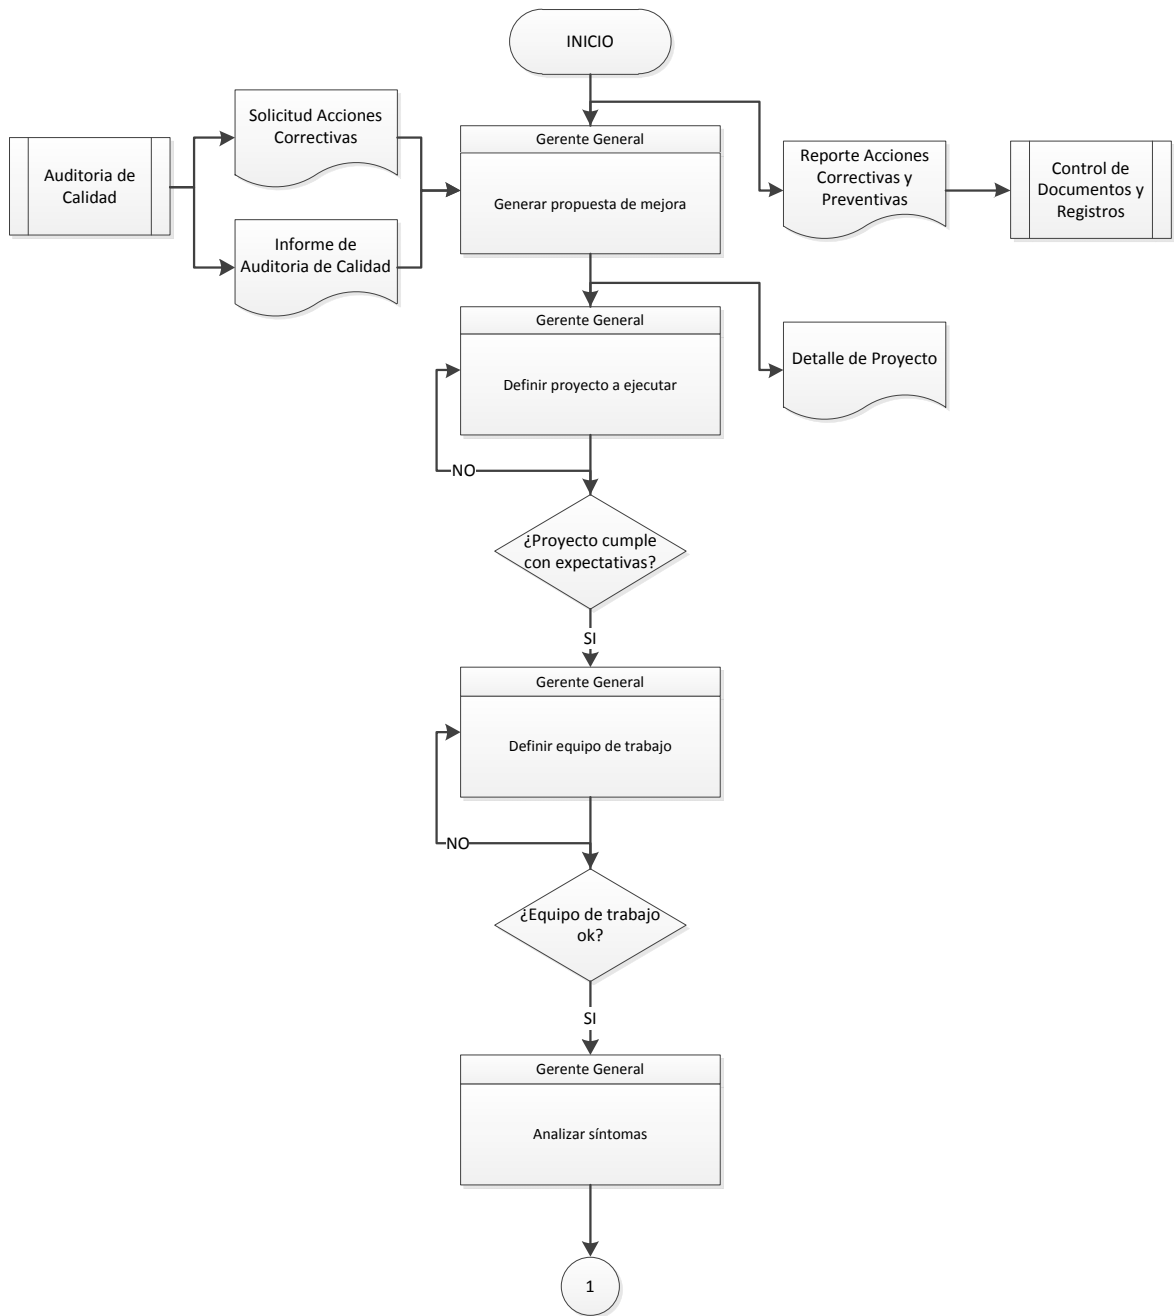 INICIO
Solicitud Acciones
Correctivas
Auditoria de
Calidad
Informe de
Auditoria de Calidad
Gerente General
Generar propuesta de mejora
Reporte Acciones
Correctivas y
Preventivas
Control de
Documentos y
Registros
Gerente General
Definir proyecto a ejecutar
Detalle de Proyecto
NO
¿Proyecto cumple
con expectativas?
SI
Gerente General
Definir equipo de trabajo
NO
¿Equipo de trabajo
ok?
SI
Gerente General
Analizar síntomas
1